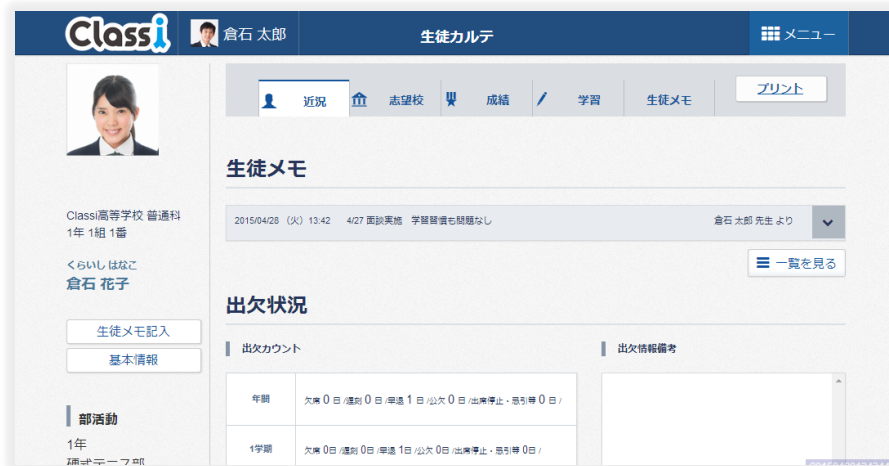 Classi
倉石 太郎
生徒カルテ
メニュー
近況
志望校
成績
学習
生徒メモ
プリント
生徒メモ
Classi高等学校 普通科
1年 1組 1番
2015/04/28 （火）13:42 4/27 面談実施 学習習慣も問題なし
倉石 太郎 先生 より
くらいし はなこ
倉石 花子
一覧を見る
出欠状況
生徒メモ記入
基本情報
出欠カウント
出欠情報備考
年間
欠席 0 日 /遅刻 0 日 /早退 1 日 /公欠 0 日 /出席停止・忌引等 0 日 /
部活動
1年
硬式テニス部
1学期
欠席 0日 /遅刻 0日 /早退 1日 /公欠 0日 /出席停止・忌引等 0日 /